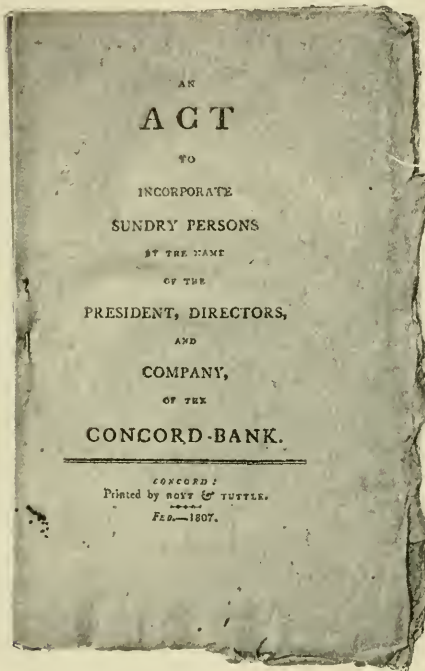 AN
ACT
TO
INCORPORATE
SUNDRY PERSONS
BY THE NAME
OF THE
PRESIDENT, DIRECTORS,
AND
COMPANY,
OF THE
CONCORD-BANK.
CONCORD:
Printed by HOYT & TUTTLE.
FEB.—1807.